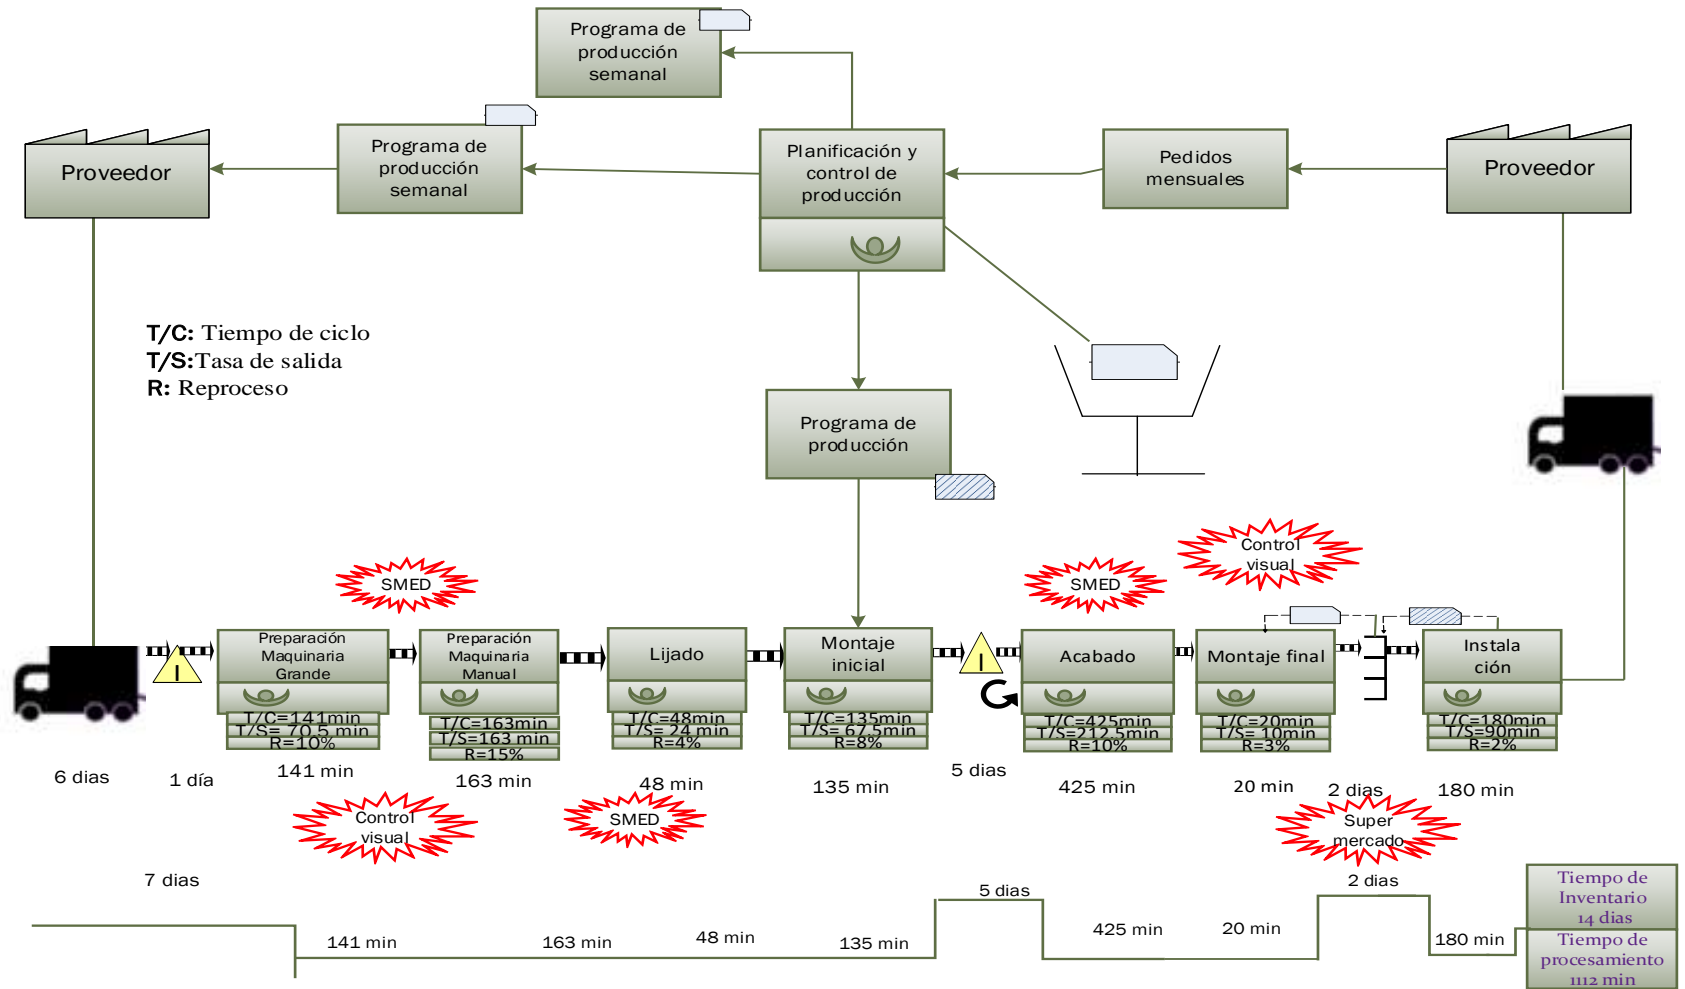 Programa de
producción
semanal
Proveedor
Programa de
producción
semanal
Planificación y
control de
producción
Pedidos
mensuales
Proveedor
T/C: Tiempo de ciclo
T/S:Tasa de salida
R: Reproceso
Programa de
producción
SMED
SMED
Control
visual
I
Preparación
Maquinaria
Grande
T/C=141min
T/S= 70.5 min
R=10%
Preparación
Maquinaria
Manual
T/C=163min
T/S=163 min
R=15%
Lijado
T/C=48min
T/S= 24 min
R=4%
Montaje
inicial
T/C=135min
T/S= 67.5min
R=8%
I
Acabado
T/C=425min
T/S=212.5min
R=10%
Montaje final
T/C=20min
T/S= 10min
R=3%
Instala
ción
T/C=180min
T/S=90min
R=2%
6 dias
1 día
141 min
163 min
48 min
135 min
5 dias
425 min
20 min
2 dias
180 min
Control
visual
SMED
Super
mercado
7 dias
141 min
163 min
48 min
135 min
5 dias
425 min
20 min
2 dias
180 min
Tiempo de
Inventario
14 dias
Tiempo de
procesamiento
1112 min